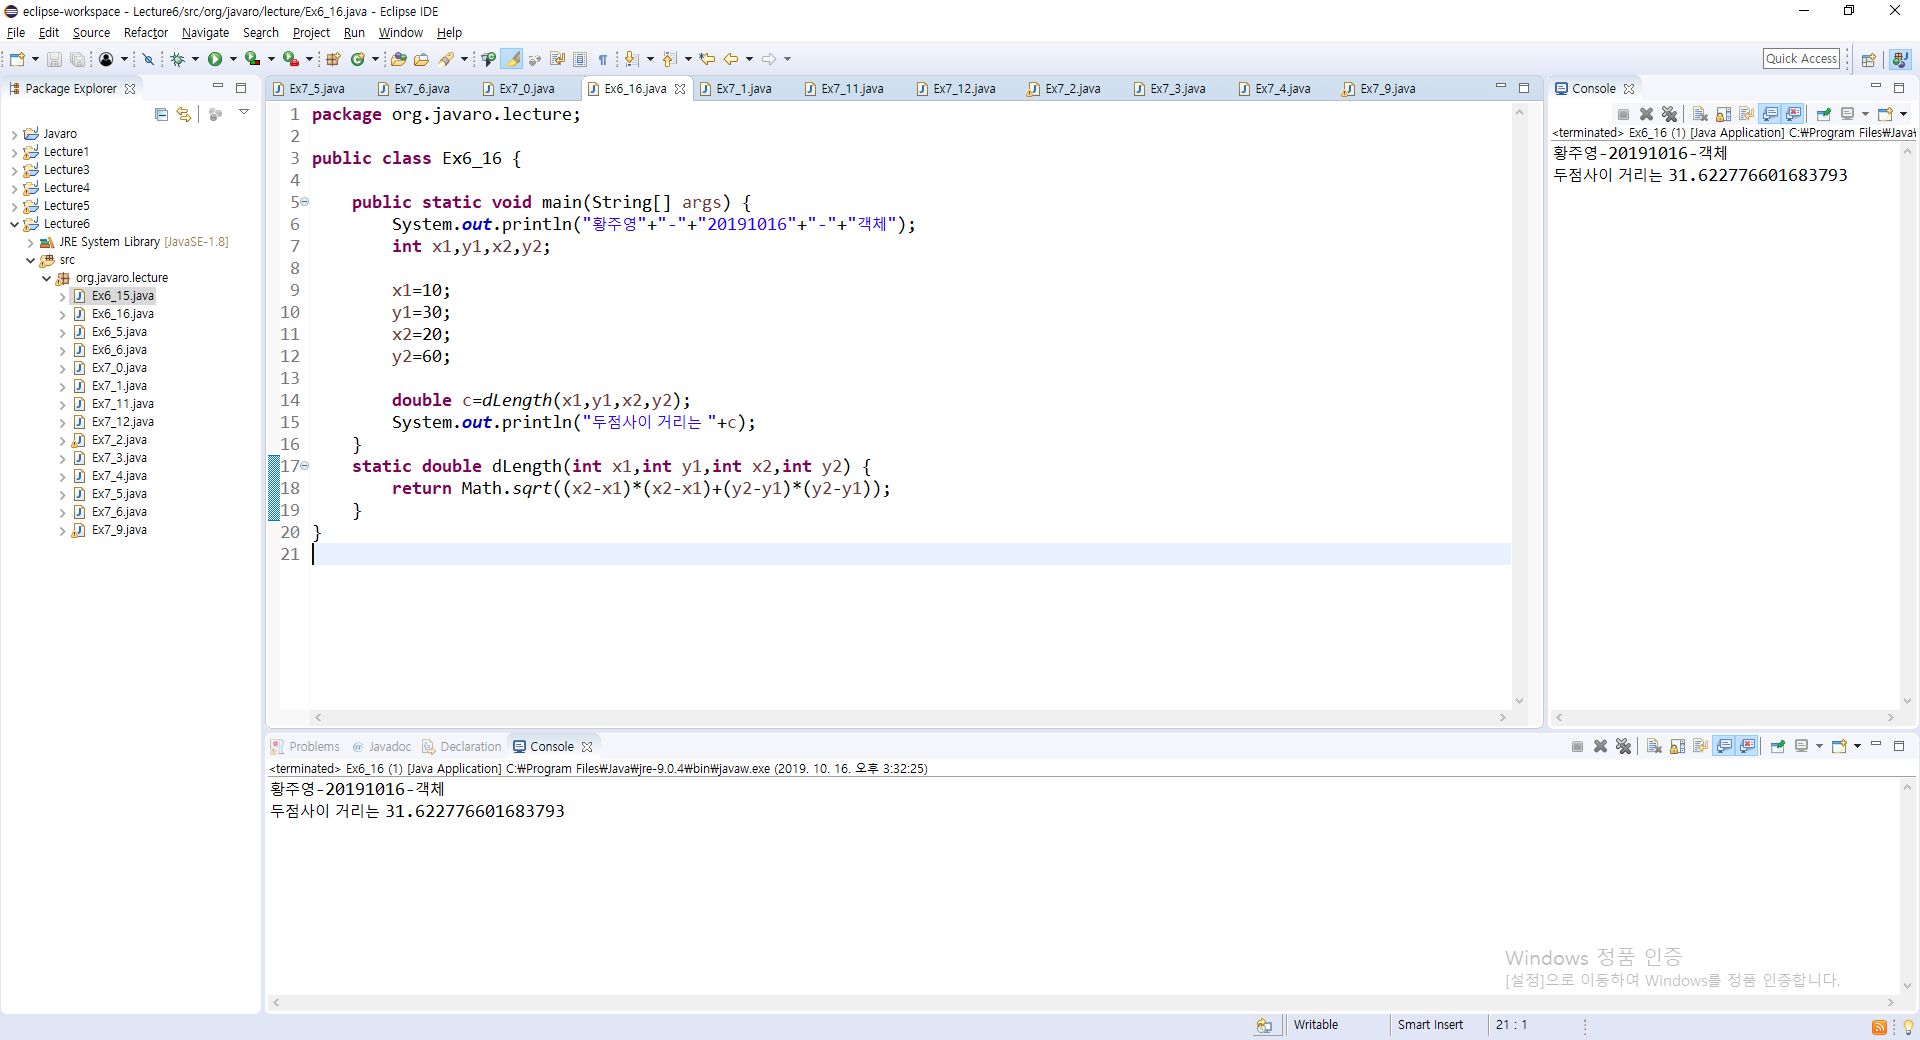 eclipse-workspace - Lecture6/src/org/javaro/lecture/Ex6_16.java - Eclipse IDE
File Edit Source Refactor Navigate Search Project Run Window Help
Quick Access
Package Explorer
Javaro
Lecture1
Lecture3
Lecture4
Lecture5
Lecture6
JRE System Library [JavaSE-1.8]
src
org.javaro.lecture
Ex6_15.java
Ex6_16.java
Ex6_5.java
Ex6_6.java
Ex7_0.java
Ex7_1.java
Ex7_11.java
Ex7_12.java
Ex7_2.java
Ex7_3.java
Ex7_4.java
Ex7_5.java
Ex7_6.java
Ex7_9.java
Ex7_5.java Ex7_6.java Ex7_0.java Ex6_16.java Ex7_1.java Ex7_11.java Ex7_12.java Ex7_2.java Ex7_3.java Ex7_4.java Ex7_9.java
1 package org.javaro.lecture;
2
3 public class Ex6_16 {
4
5 public static void main(String[] args) {
6 System.out.println("황주영"+"-"+"20191016"+"-"+"객체");
7 int x1,y1,x2,y2;
8
9 x1=10;
10 y1=30;
11 x2=20;
12 y2=60;
13
14 double c=dLength(x1,y1,x2,y2);
15 System.out.println("두점사이 거리는 "+c);
16 }
17 static double dLength(int x1,int y1,int x2,int y2) {
18 return Math.sqrt((x2-x1)*(x2-x1)+(y2-y1)*(y2-y1));
19 }
20 }
21
Console
<terminated> Ex6_16 (1) [Java Application] C:₩Program Files₩Java₩
황주영-20191016-객체
두점사이 거리는 31.622776601683793
Problems @ Javadoc Declaration Console
<terminated> Ex6_16 (1) [Java Application] C:₩Program Files₩Java₩jre-9.0.4₩bin₩javaw.exe (2019. 10. 16. 오후 3:32:25)
황주영-20191016-객체
두점사이 거리는 31.622776601683793
Windows 정품 인증
[설정]으로 이동하여 Windows를 정품 인증합니다.
Writable Smart Insert 21 : 1